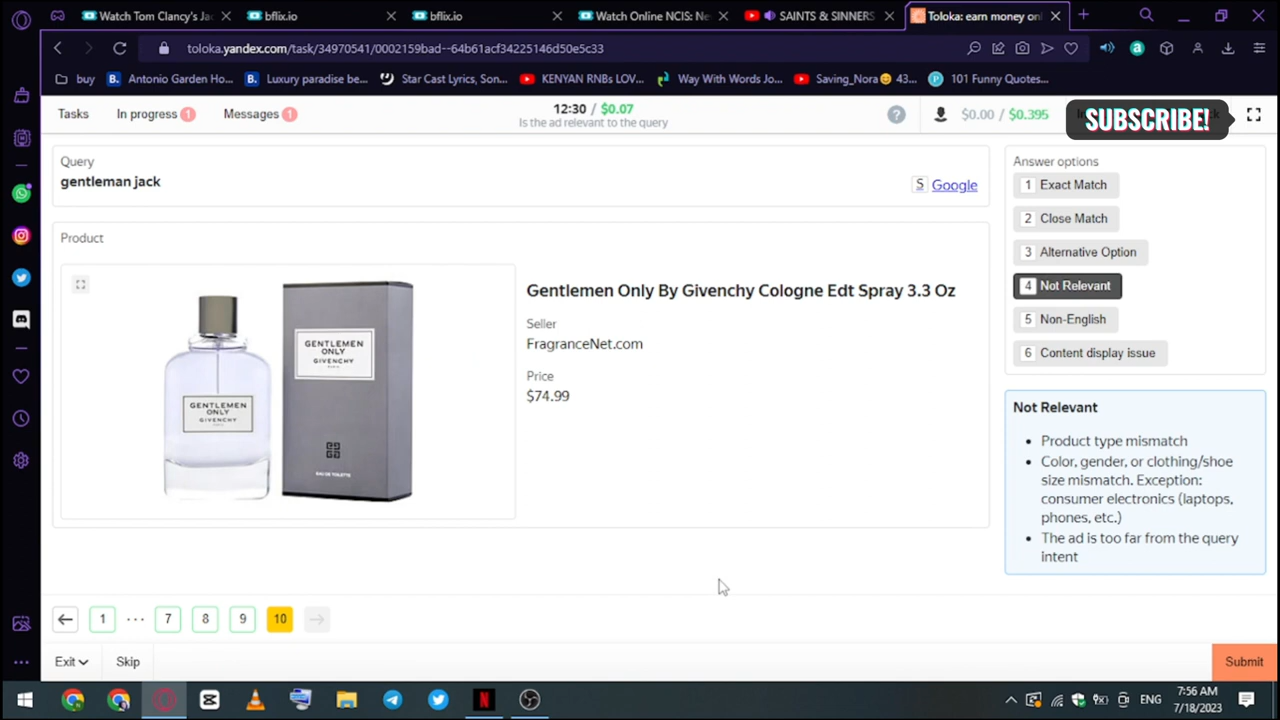 Watch Tom Clancy's Ja
bflix.io
bflix.io
Watch Online NCIS: Ne
SAINTS & SINNERS
Toloka: earn money onl
toloka.yandex.com/task/34970541/0002159bad--64b61acf34225146d50e5c33
buy
B. Antonio Garden Ho...
B. Luxury paradise be...
Star Cast Lyrics, Son...
KENYAN RNBs LOV...
Way With Words Jo...
Saving_Nora😊 43...
101 Funny Quotes...
Tasks
In progress 1
Messages 1
12:30 / $0.07
Is the ad relevant to the query
$0.00 / $0.395
SUBSCRIBE!
Query
gentleman jack
S Google
Product
GENTLEMEN
ONLY
GIVENCHY
GENTLEMEN
ONLY
GIVENCHY
PARIS
EAU DE TOILETTE
Gentlemen Only By Givenchy Cologne Edt Spray 3.3 Oz
Seller
FragranceNet.com
Price
$74.99
Answer options
1 Exact Match
2 Close Match
3 Alternative Option
4 Not Relevant
5 Non-English
6 Content display issue
Not Relevant
• Product type mismatch
• Color, gender, or clothing/shoe
size mismatch. Exception:
consumer electronics (laptops,
phones, etc.)
• The ad is too far from the query
intent
1 ... 7 8 9 10
Exit
Skip
Submit
ENG
7:56 AM
7/18/2023